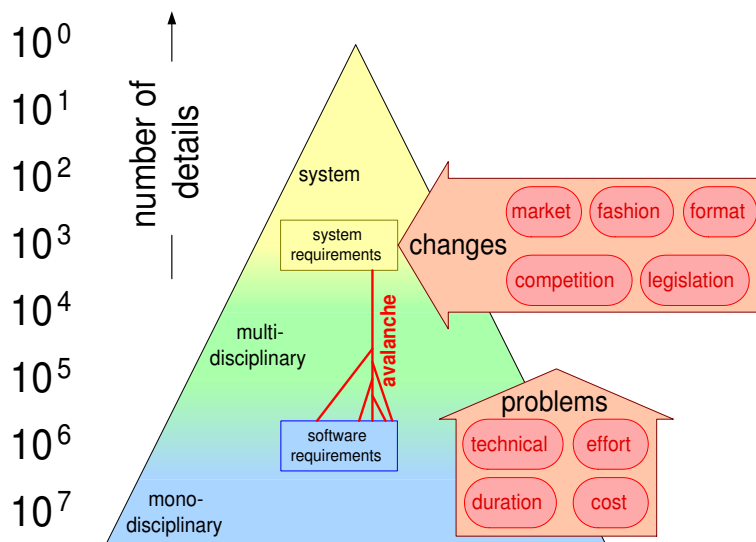 10^0
10^1
10^2
10^3
10^4
10^5
10^6
10^7
number of
details
system
system
requirements
changes
market fashion format
competition legislation
avalanche
multi-
disciplinary
software
requirements
problems
technical effort
duration cost
mono-
disciplinary